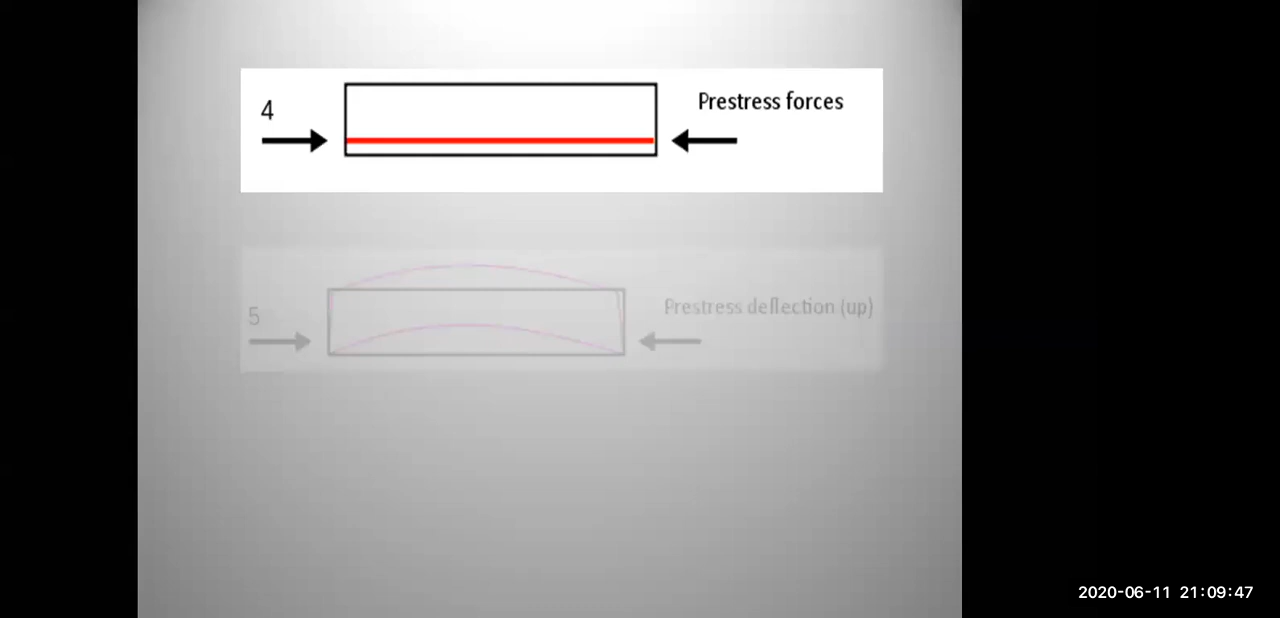 4
Prestress forces
5
Prestress deflection (up)
2020-06-11 21:09:47